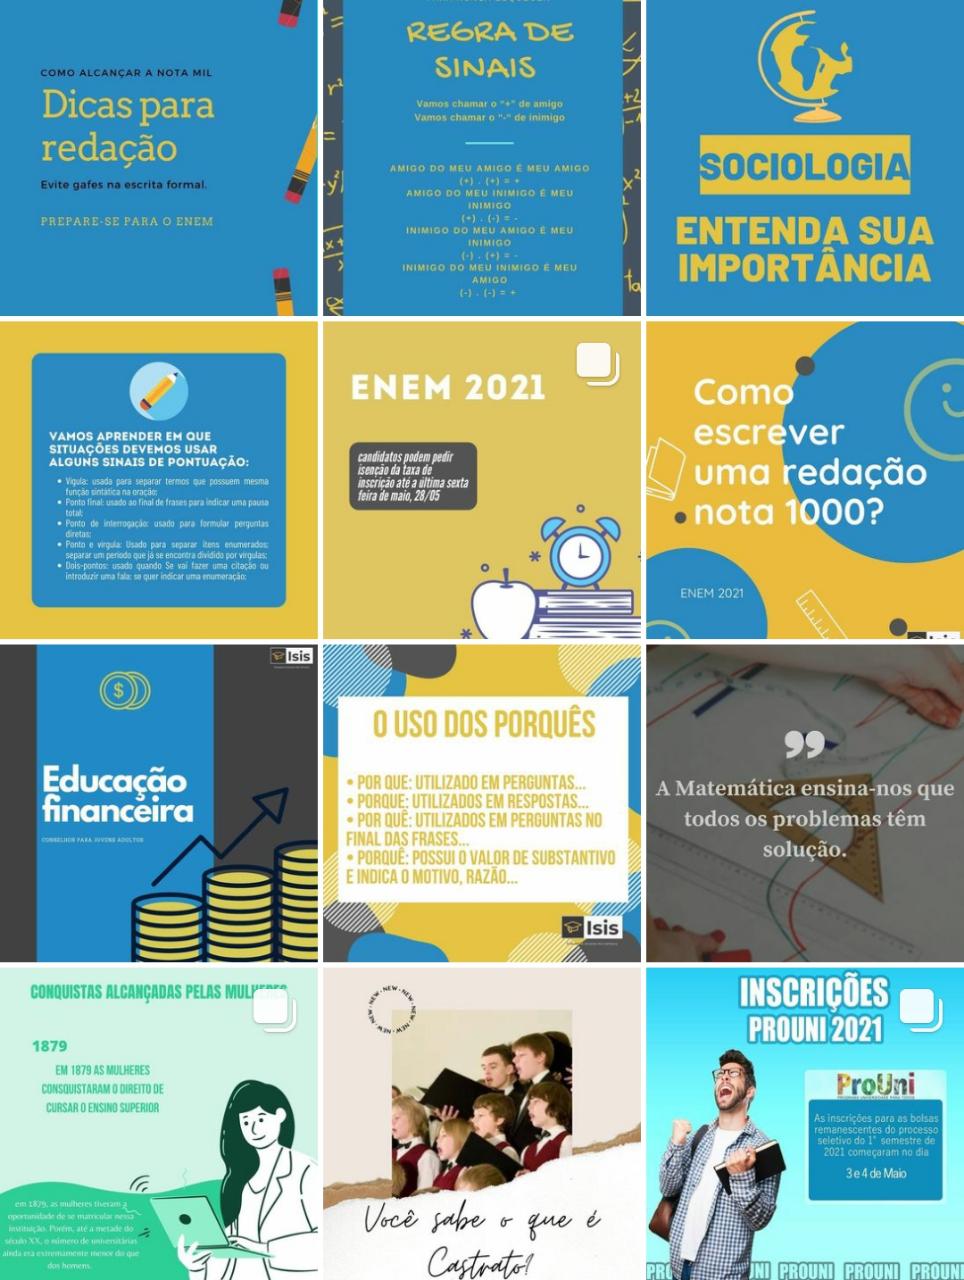 COMO ALCANÇAR A NOTA MIL
Dicas para
redação
Evite gafes na escrita formal.
PREPARE-SE PARA O ENEM
REGRA DE
SINAIS
Vamos chamar o "+" de amigo
Vamos chamar o "-" de inimigo
AMIGO DO MEU AMIGO É MEU AMIGO
(+) . (+) = +
AMIGO DO MEU INIMIGO É MEU
INIMIGO
(+) . (-) = -
INIMIGO DO MEU AMIGO É MEU
INIMIGO
(-) . (+) = -
INIMIGO DO MEU INIMIGO É MEU
AMIGO
(-) . (-) = +
SOCIOLOGIA
ENTENDA SUA
IMPORTÂNCIA
VAMOS APRENDER EM QUE
SITUAÇÕES DEVEMOS USAR
ALGUNS SINAIS DE PONTUAÇÃO:
• Vígula: usada para separar termos que possuem mesma
função sintática na oração;
• Ponto final: usado ao final de frases para indicar uma pausa
total;
• Ponto de interrogação: usado para formular perguntas
diretas;
• Ponto e vírgula: Usado para separar itens enumerados;
separar um período que já se encontra dividido por vírgulas;
• Dois-pontos: usado quando Se vai fazer uma citação ou
introduzir uma fala; se quer indicar uma enumeração;
ENEM 2021
candidatos podem pedir
isenção da taxa de
inscrição até a última sexta
feira de maio, 28/05
Como
escrever
uma redação
nota 1000?
ENEM 2021
Isis
Isis
Educação
financeira
CONSELHOS PARA JOVENS ADULTOS
O USO DOS PORQUÊS
• POR QUE: UTILIZADO EM PERGUNTAS...
• PORQUE: UTILIZADOS EM RESPOSTAS...
• POR QUÊ: UTILIZADOS EM PERGUNTAS NO
FINAL DAS FRASES...
• PORQUÊ: POSSUI O VALOR DE SUBSTANTIVO
E INDICA O MOTIVO, RAZÃO...
Isis
A Matemática ensina-nos que
todos os problemas têm
solução.
CONQUISTAS ALCANÇADAS PELAS MULHERES
1879
EM 1879 AS MULHERES
CONSQUISTARAM O DIREITO DE
CURSAR O ENSINO SUPERIOR
em 1879, as mulheres tiveram a
oportunidade de se matricular nessa
instituição. Porém, até a metade do
século XX, o número de universitárias
ainda era extremamente menor do que
dos homens.
NEW • NEW • NEW • NEW • NEW • NEW
Você sabe o que é
Castrato?
INSCRIÇÕES
PROUNI 2021
ProUni
PROGRAMA UNIVERSIDADE PARA TODOS
As inscrições para as bolsas
remanescentes do processo
seletivo do 1° semestre de
2021 começaram no dia
3 e 4 de Maio
PROUNI PROUNI PROUNI